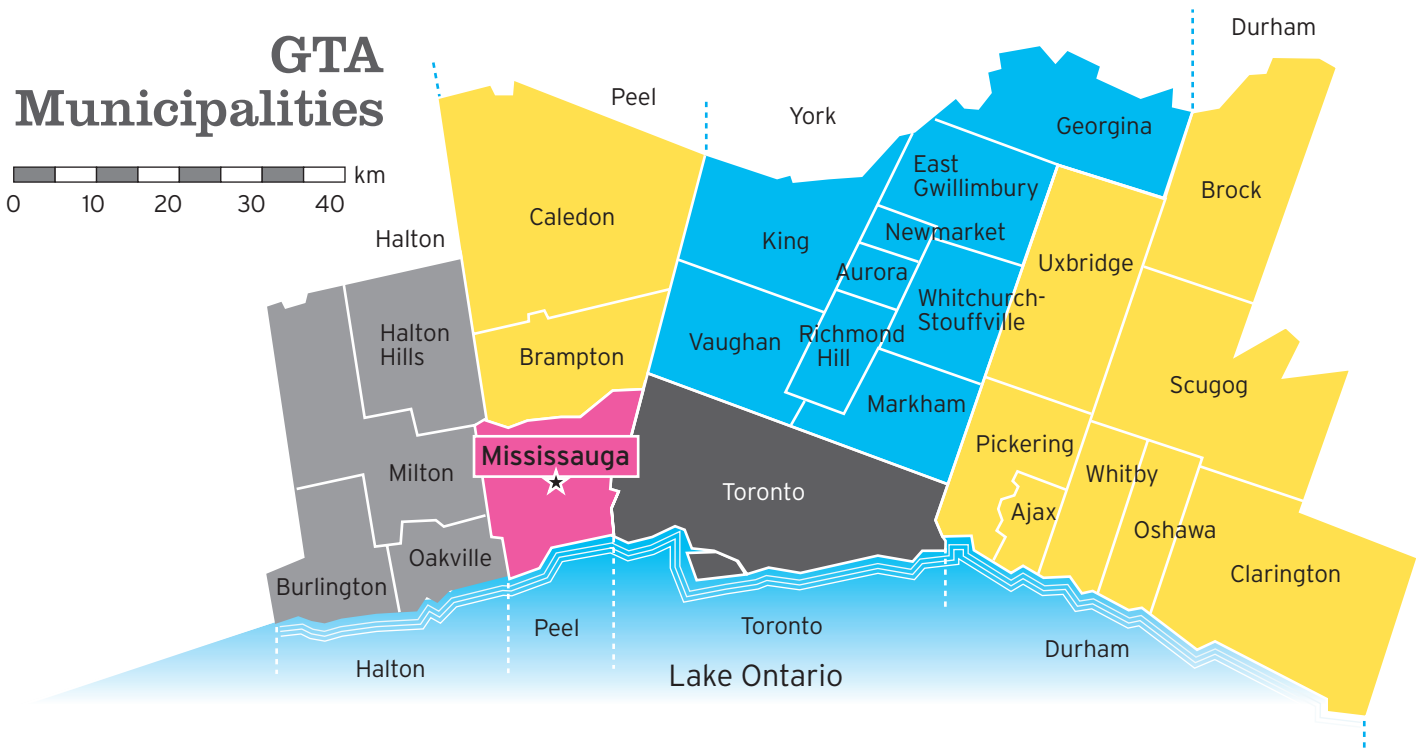 GTA
Municipalities
km
0 10 20 30 40
Durham
Peel
York
Halton
Georgina
East
Gwillimbury
Brock
Caledon
King
Newmarket
Uxbridge
Aurora
Whitchurch-
Stouffville
Halton
Hills
Brampton
Vaughan
Richmond
Hill
Scugog
Markham
Mississauga
Milton
Toronto
Pickering
Whitby
Ajax
Oshawa
Oakville
Burlington
Clarington
Peel
Toronto
Durham
Halton
Lake Ontario